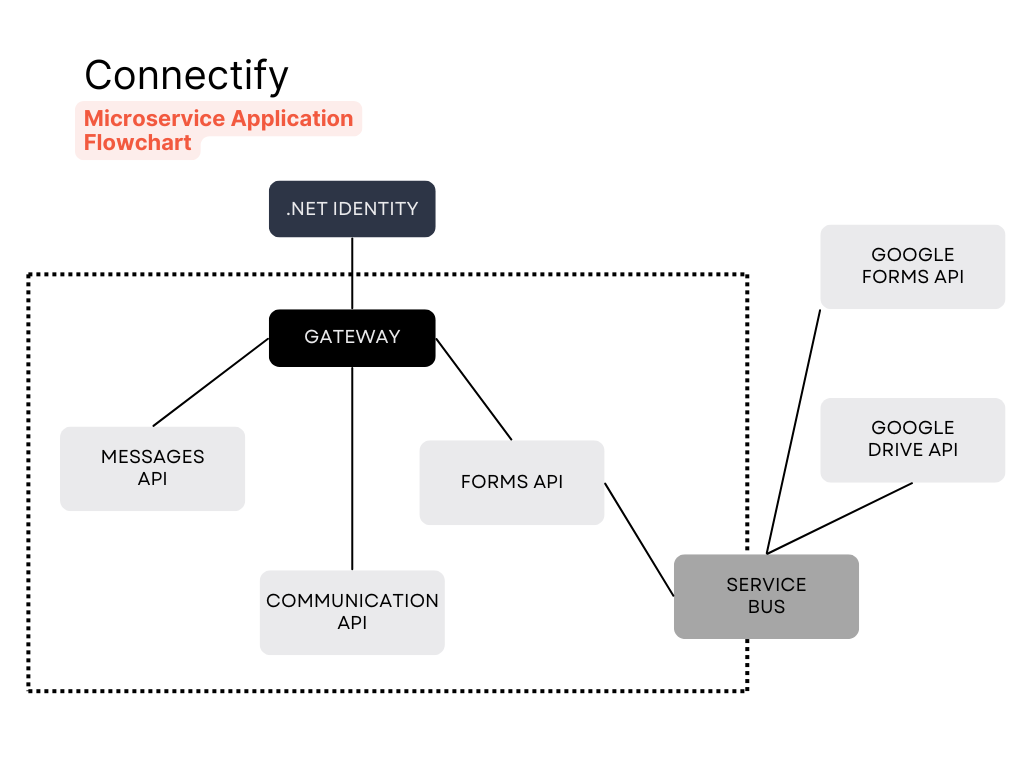 Connectify
Microservice Application
Flowchart
.NET IDENTITY
GOOGLE
FORMS API
GATEWAY
GOOGLE
DRIVE API
MESSAGES
API
FORMS API
SERVICE
BUS
COMMUNICATION
API